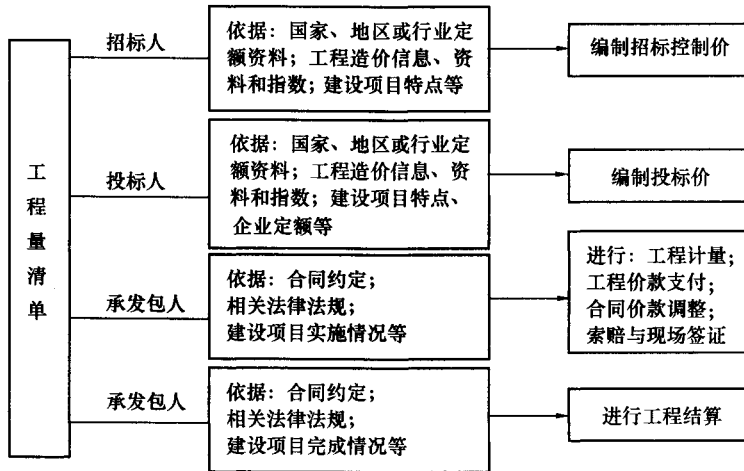 工程量清单
招标人
依据：国家、地区或行业定
额资料；工程造价信息、资
料和指数；建设项目特点等
编制招标控制价
投标人
依据：国家、地区或行业定
额资料；工程造价信息、资
料和指数；建设项目特点、
企业定额等
编制投标价
承发包人
依据：合同约定；
相关法律法规；
建设项目实施情况等
进行：工程计量；
工程价款支付；
合同价款调整；
索赔与现场签证
承发包人
依据：合同约定；
相关法律法规；
建设项目完成情况等
进行工程结算